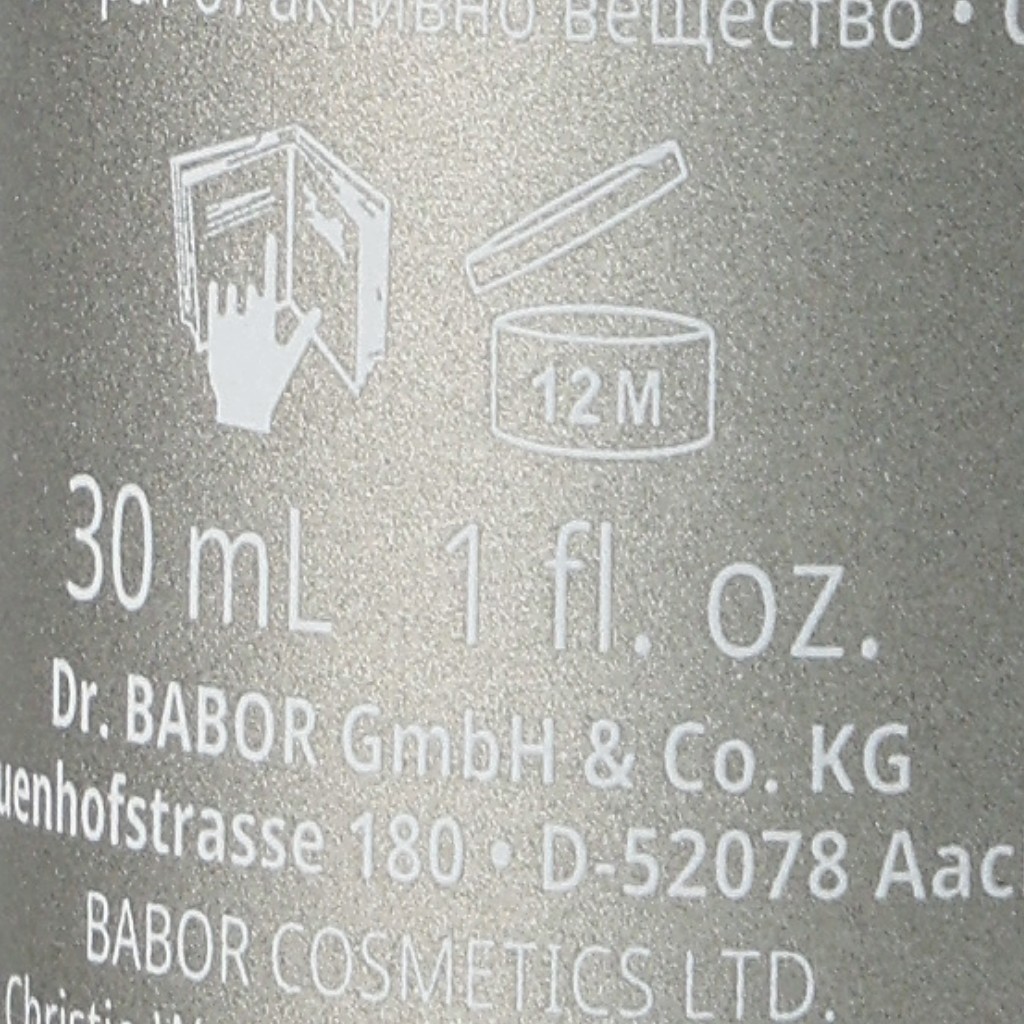 активно вещество •
12 M
30 mL 1 fl. oz.
Dr. BABOR GmbH & Co. KG
uenhofstrasse 180 • D-52078 Aac
BABOR COSMETICS LTD.